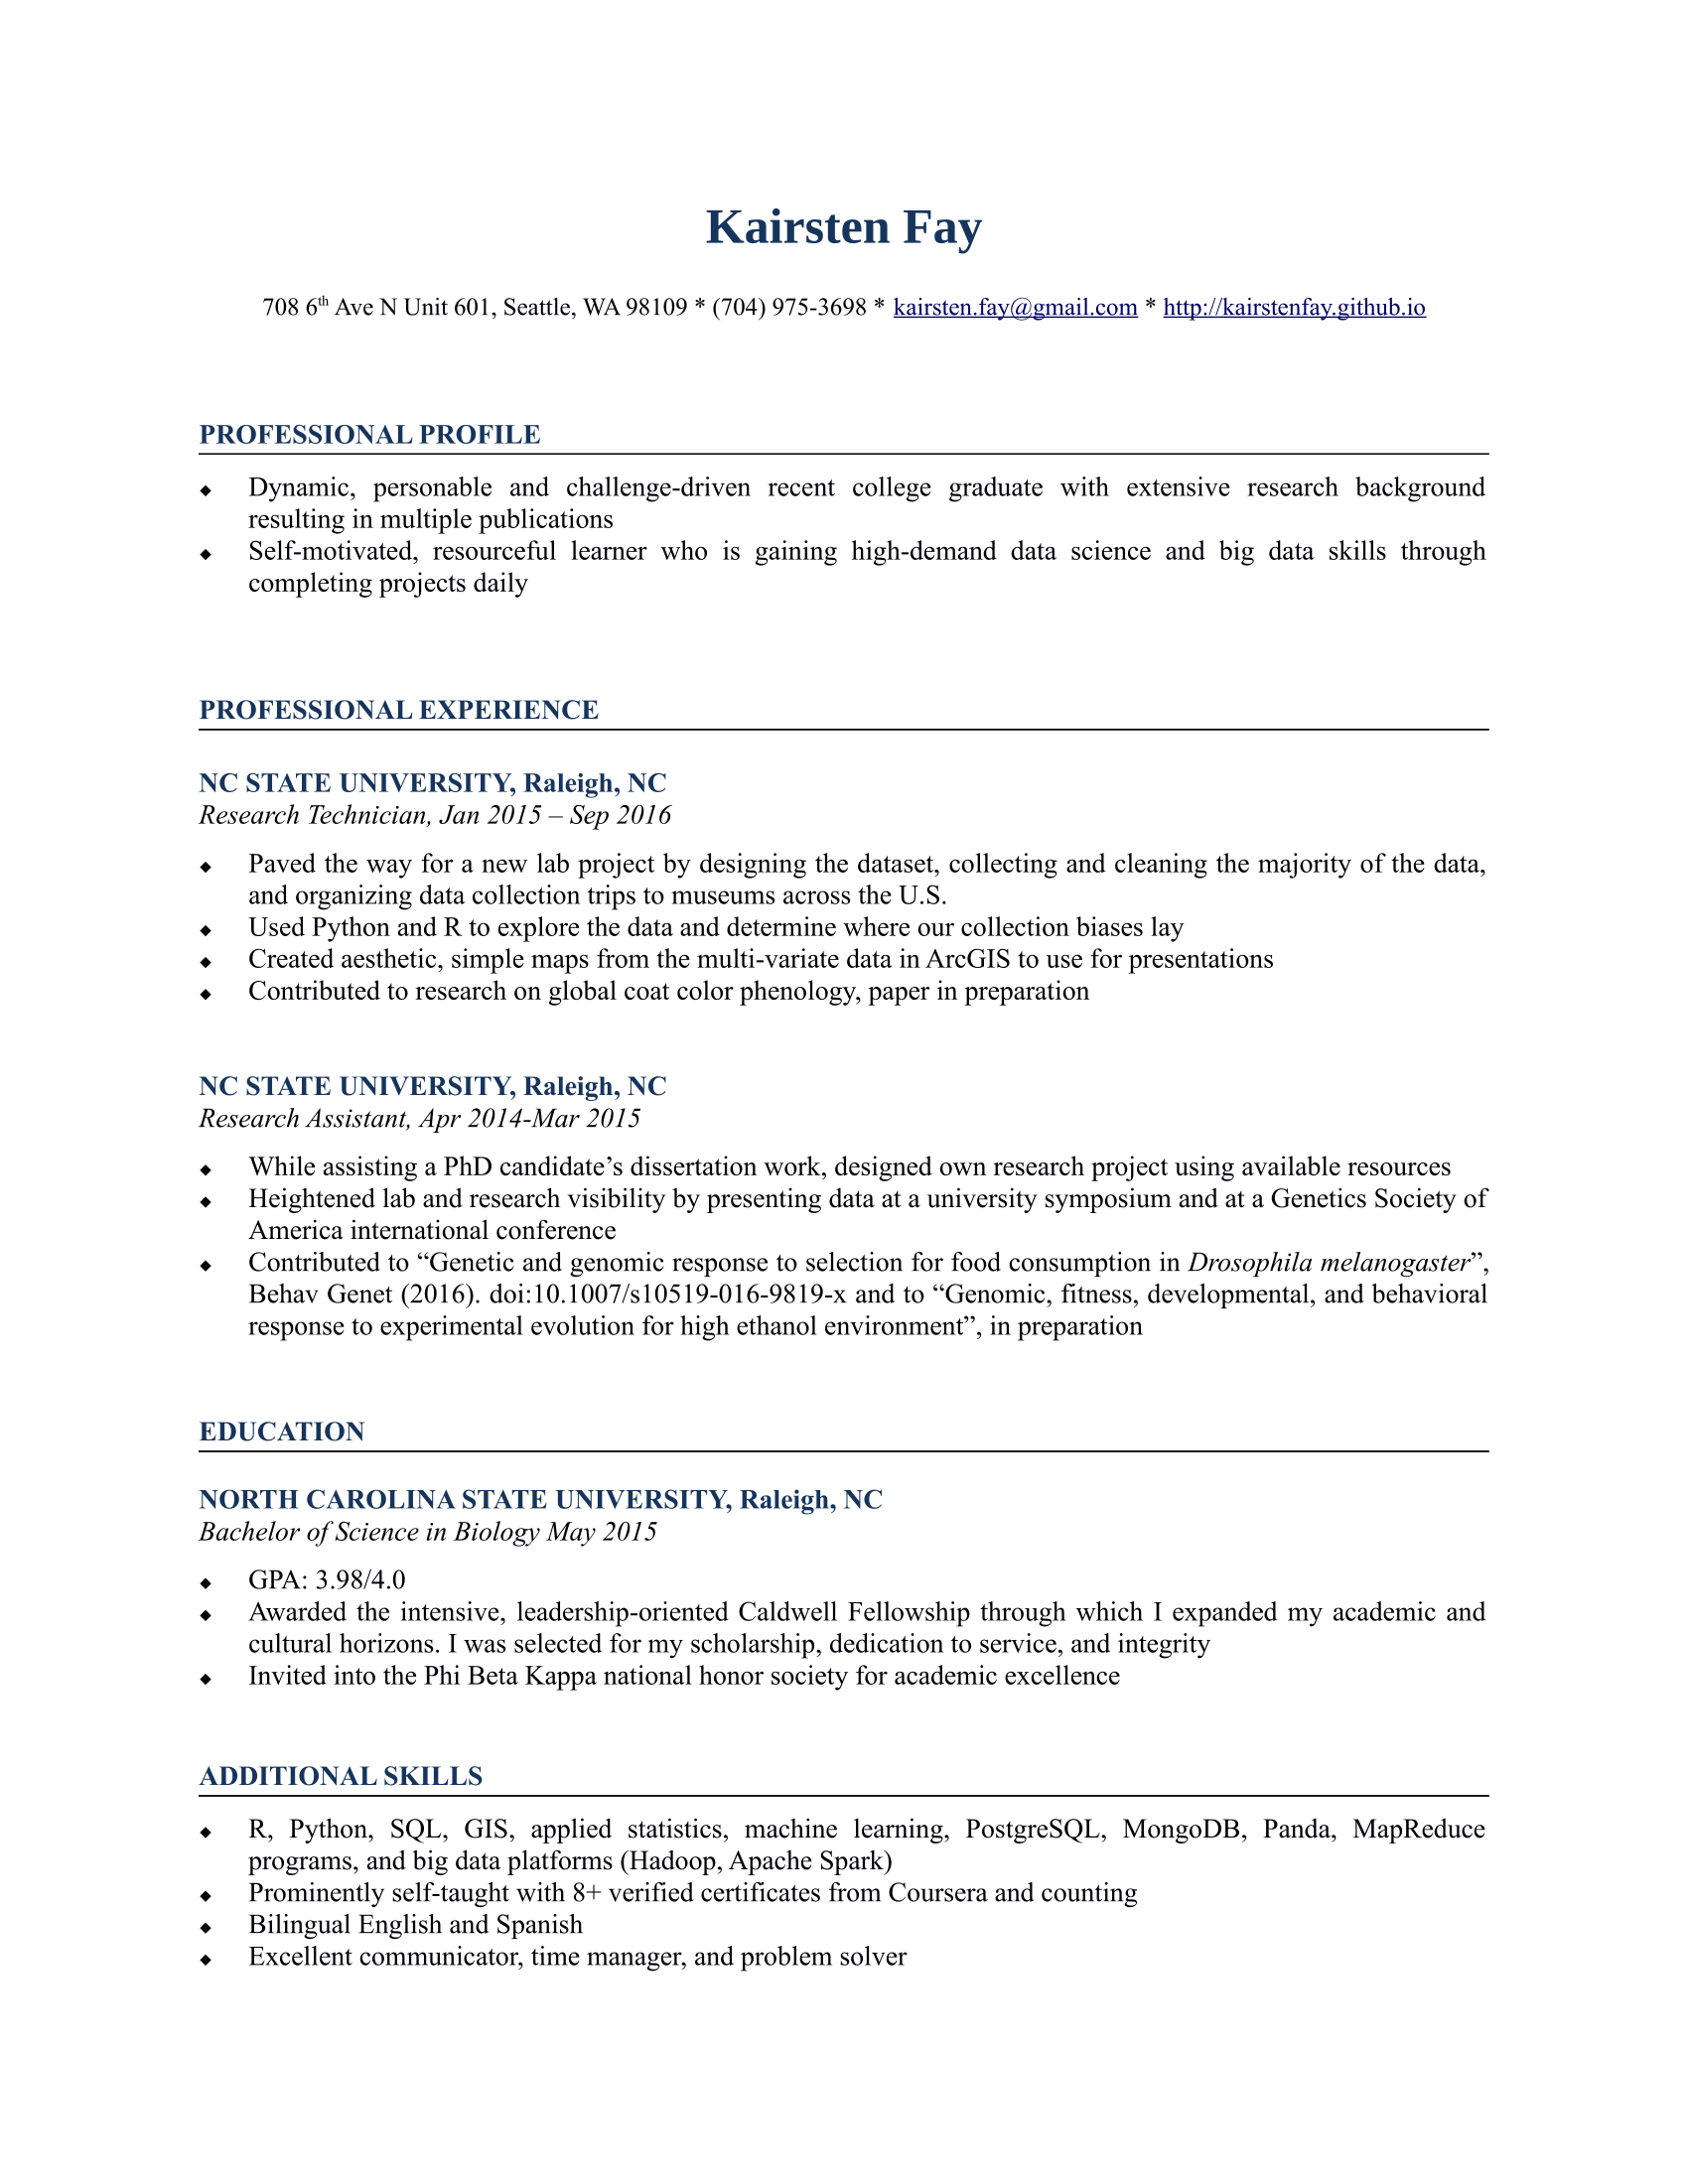 Kairsten Fay
708 6th Ave N Unit 601, Seattle, WA 98109 * (704) 975-3698 * kairsten.fay@gmail.com * http://kairstenfay.github.io
PROFESSIONAL PROFILE
◆ Dynamic, personable and challenge-driven recent college graduate with extensive research background
resulting in multiple publications
◆ Self-motivated, resourceful learner who is gaining high-demand data science and big data skills through
completing projects daily
PROFESSIONAL EXPERIENCE
NC STATE UNIVERSITY, Raleigh, NC
Research Technician, Jan 2015 – Sep 2016
◆ Paved the way for a new lab project by designing the dataset, collecting and cleaning the majority of the data,
and organizing data collection trips to museums across the U.S.
◆ Used Python and R to explore the data and determine where our collection biases lay
◆ Created aesthetic, simple maps from the multi-variate data in ArcGIS to use for presentations
◆ Contributed to research on global coat color phenology, paper in preparation
NC STATE UNIVERSITY, Raleigh, NC
Research Assistant, Apr 2014-Mar 2015
◆ While assisting a PhD candidate’s dissertation work, designed own research project using available resources
◆ Heightened lab and research visibility by presenting data at a university symposium and at a Genetics Society of
America international conference
◆ Contributed to “Genetic and genomic response to selection for food consumption in Drosophila melanogaster”,
Behav Genet (2016). doi:10.1007/s10519-016-9819-x and to “Genomic, fitness, developmental, and behavioral
response to experimental evolution for high ethanol environment”, in preparation
EDUCATION
NORTH CAROLINA STATE UNIVERSITY, Raleigh, NC
Bachelor of Science in Biology May 2015
◆ GPA: 3.98/4.0
◆ Awarded the intensive, leadership-oriented Caldwell Fellowship through which I expanded my academic and
cultural horizons. I was selected for my scholarship, dedication to service, and integrity
◆ Invited into the Phi Beta Kappa national honor society for academic excellence
ADDITIONAL SKILLS
◆ R, Python, SQL, GIS, applied statistics, machine learning, PostgreSQL, MongoDB, Panda, MapReduce
programs, and big data platforms (Hadoop, Apache Spark)
◆ Prominently self-taught with 8+ verified certificates from Coursera and counting
◆ Bilingual English and Spanish
◆ Excellent communicator, time manager, and problem solver